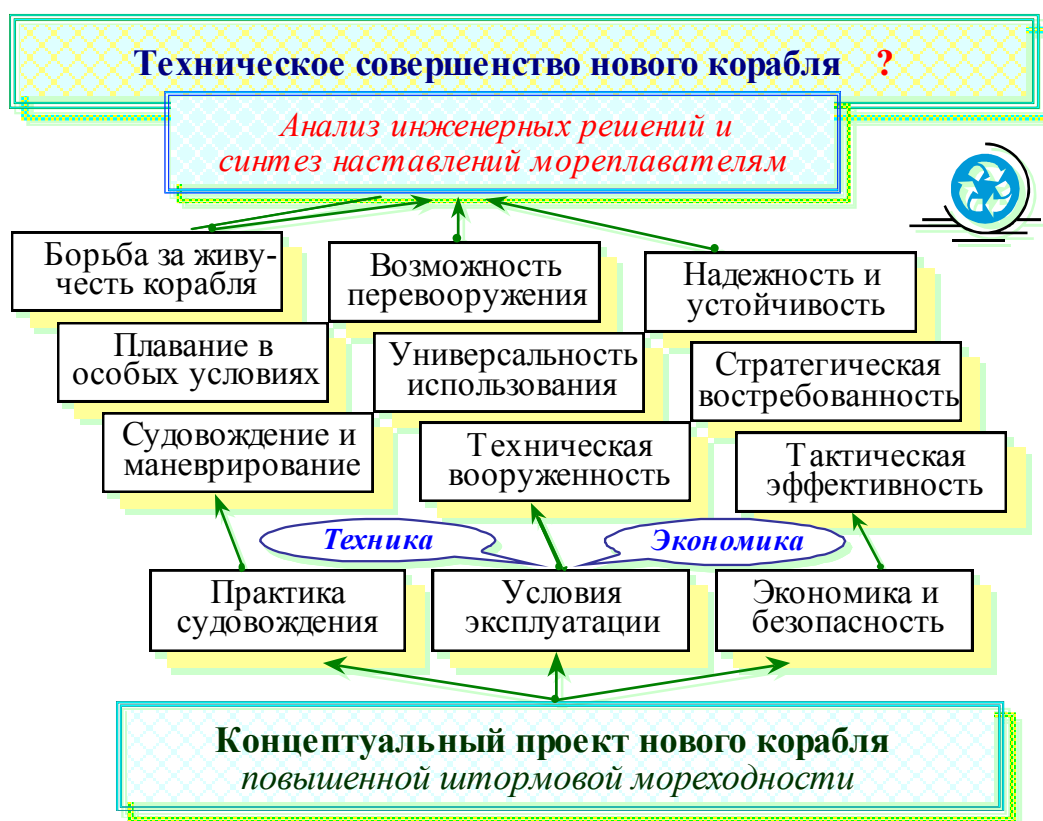 Техническое совершенство нового корабля ?
Анализ инженерных решений и
синтез наставлений мореплавателям
Борьба за живу-
честь корабля
Возможность
перевооружения
Надежность и
устойчивость
Плавание в
особых условиях
Универсальность
использования
Стратегическая
востребованность
Судовождение и
маневрирование
Техническая
вооруженность
Тактическая
эффективность
Техника
Экономика
Практика
судовождения
Условия
эксплуатации
Экономика и
безопасность
Концептуальный проект нового корабля
повышенной штормовой мореходности